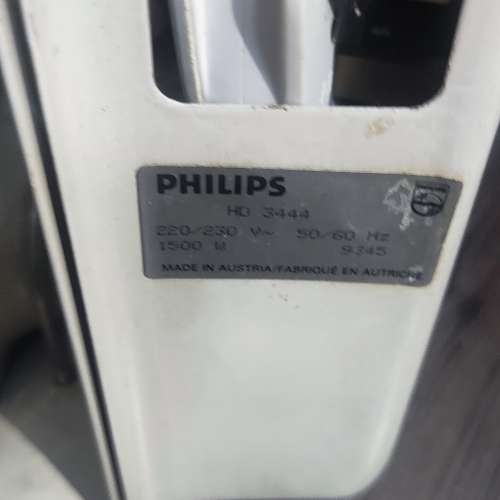 PHILIPS
HD 3444
220/230 V~ 50/60 Hz
1500 W 9345
MADE IN AUSTRIA/FABRIQUÉ EN AUTRICHE